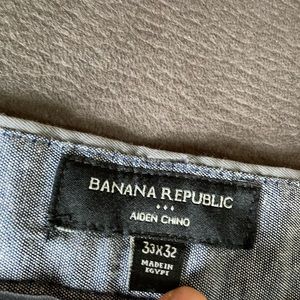 BANANA REPUBLIC
AIDEN CHINO
33X32
MADE IN
EGYPT